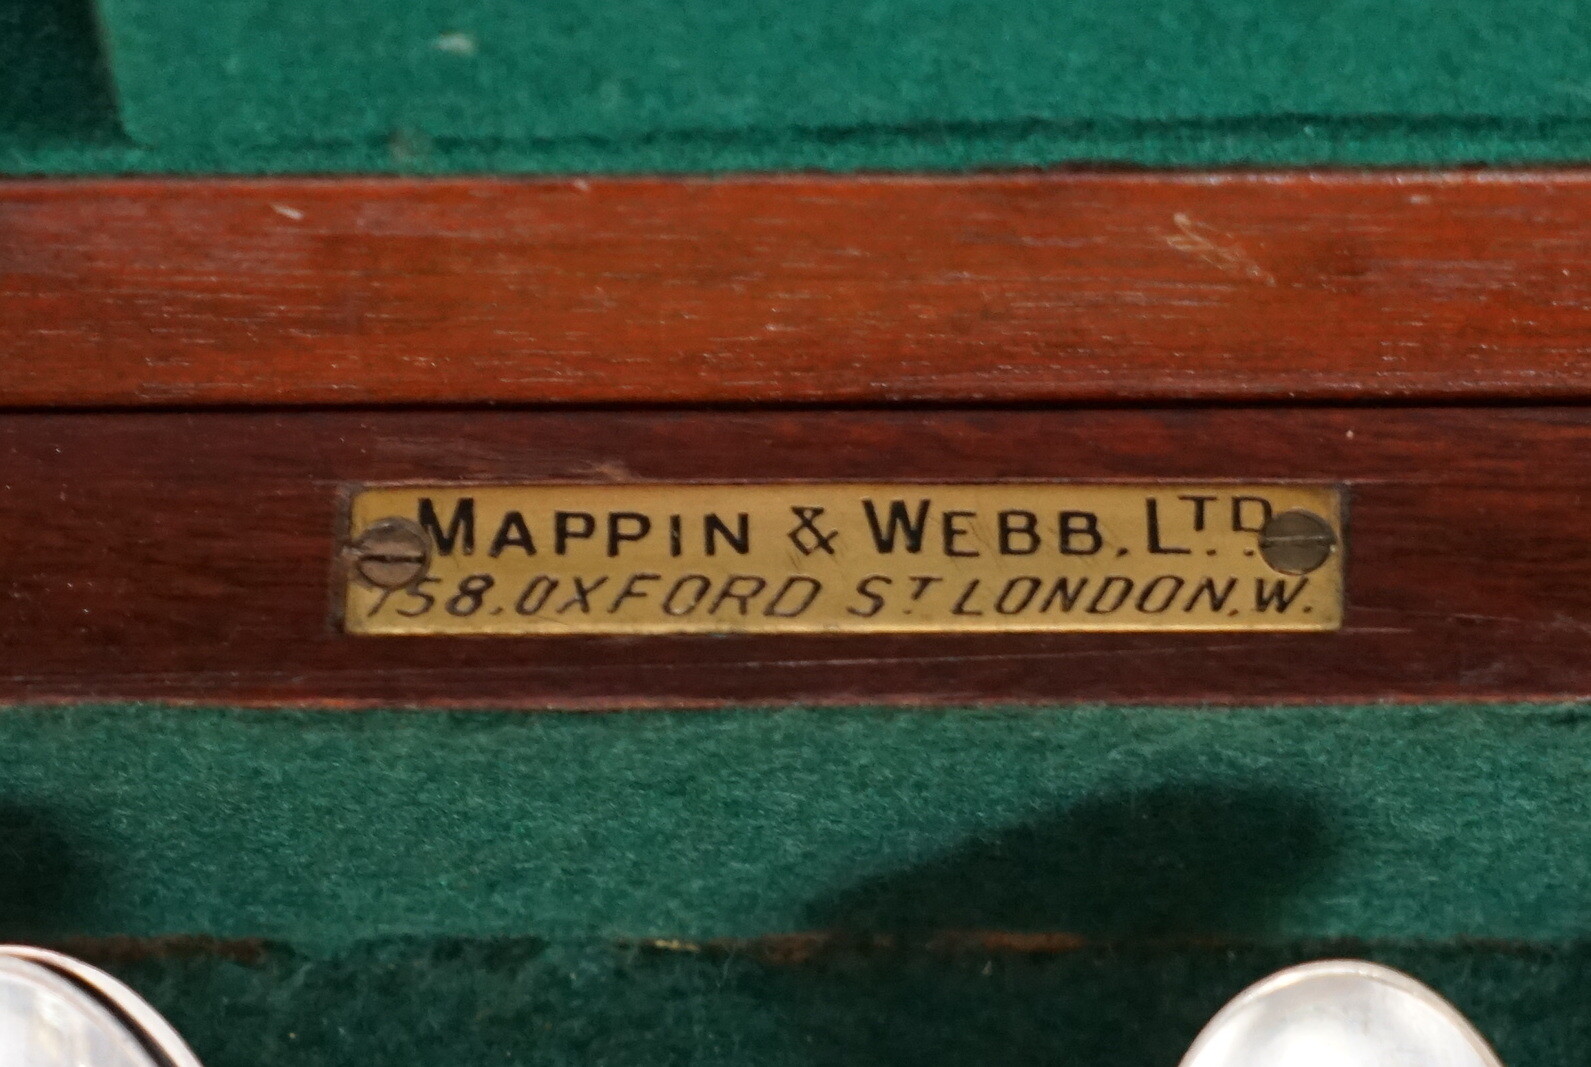 MAPPIN & WEBB, LTD.
158, OXFORD ST LONDON, W.